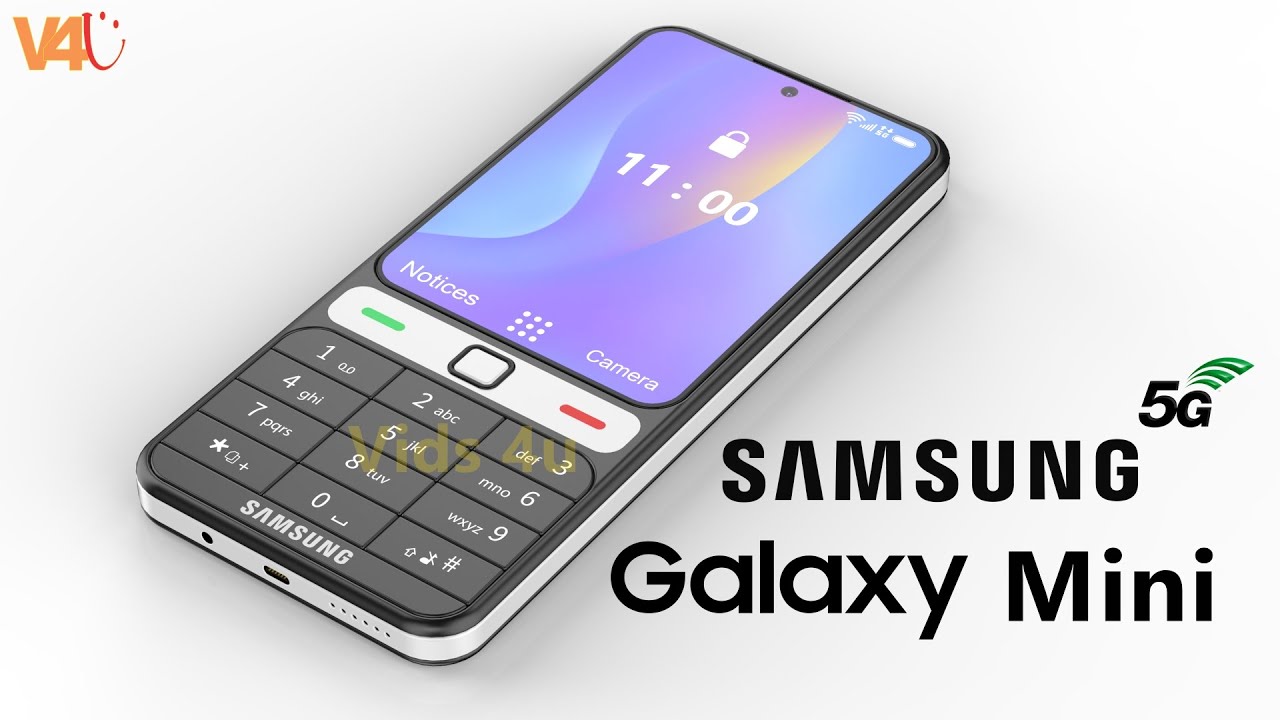 V4U
11:00
5G
Notices
Camera
1
2 abc
def 3
4 ghi
5 jkl
mno 6
7 pqrs
8 tuv
wxyz 9
* +
0
#
Vids 4u
SAMSUNG
5G
SAMSUNG
Galaxy Mini